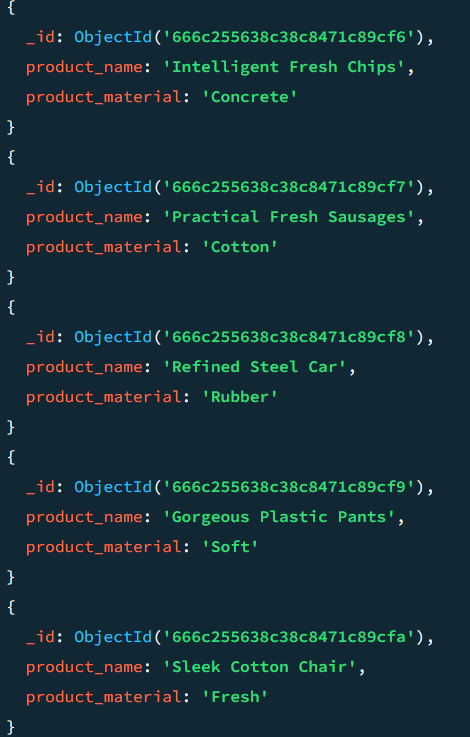 {
  _id: ObjectId('666c255638c38c8471c89cf6'),
  product_name: 'Intelligent Fresh Chips',
  product_material: 'Concrete'
}
{
  _id: ObjectId('666c255638c38c8471c89cf7'),
  product_name: 'Practical Fresh Sausages',
  product_material: 'Cotton'
}
{
  _id: ObjectId('666c255638c38c8471c89cf8'),
  product_name: 'Refined Steel Car',
  product_material: 'Rubber'
}
{
  _id: ObjectId('666c255638c38c8471c89cf9'),
  product_name: 'Gorgeous Plastic Pants',
  product_material: 'Soft'
}
{
  _id: ObjectId('666c255638c38c8471c89cfa'),
  product_name: 'Sleek Cotton Chair',
  product_material: 'Fresh'
}